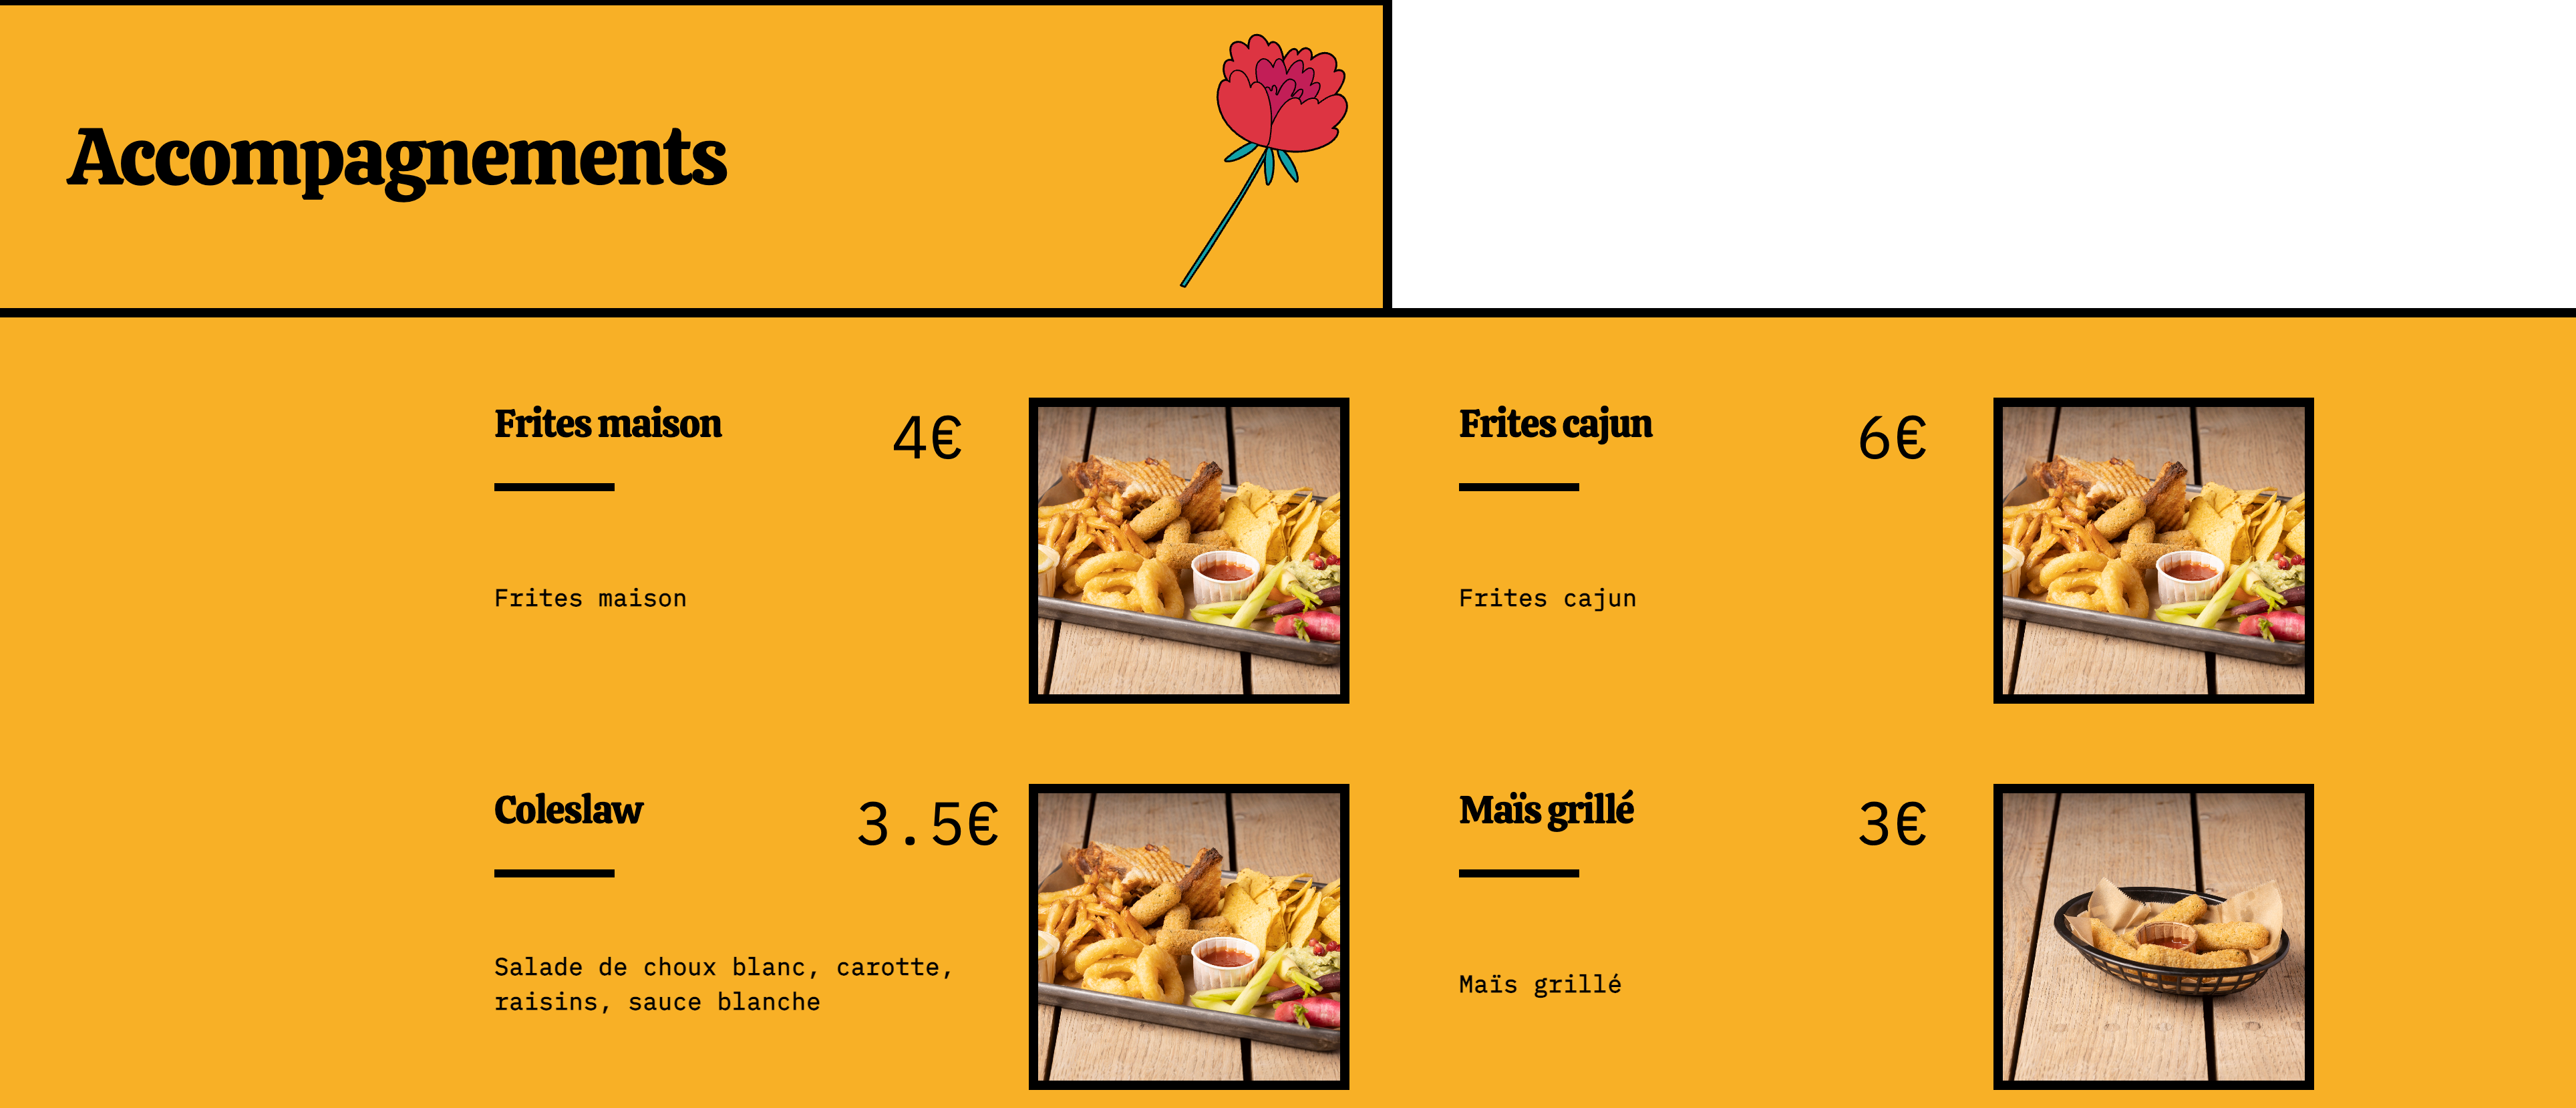 Accompagnements
Frites maison
4€
Frites maison
Frites cajun
6€
Frites cajun
Coleslaw
3.5€
Salade de choux blanc, carotte,
raisins, sauce blanche
Maïs grillé
3€
Maïs grillé